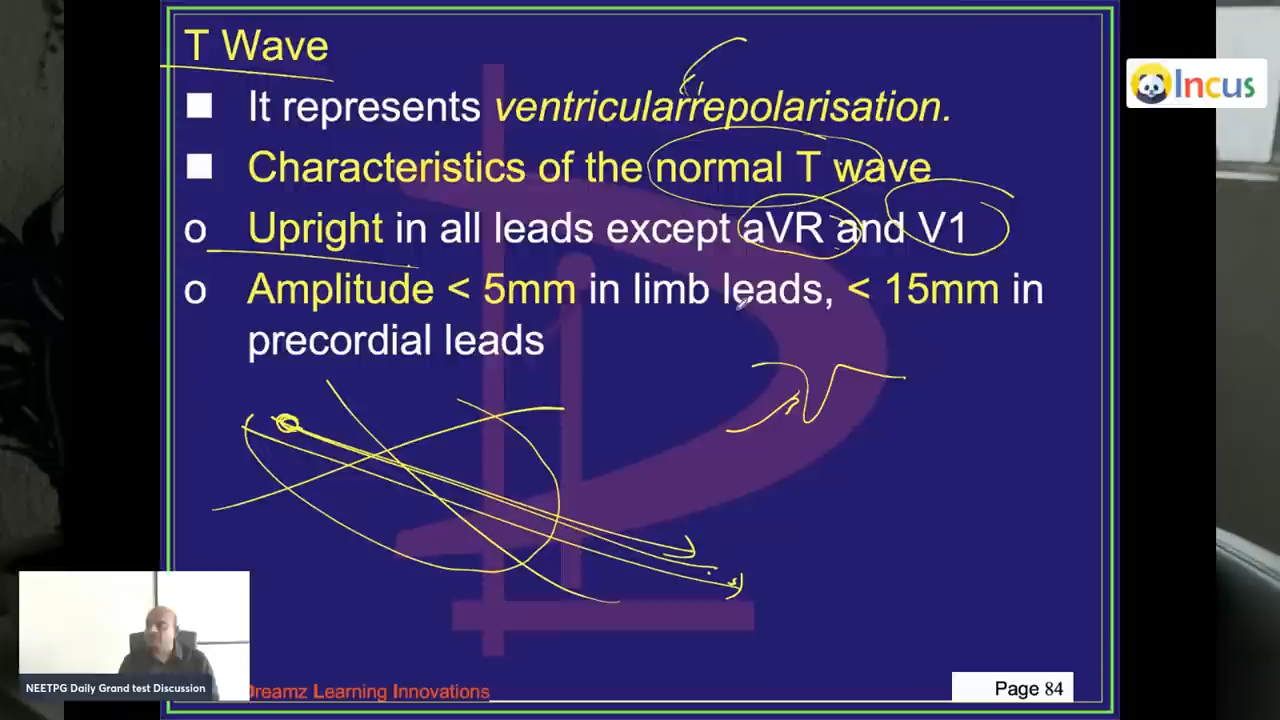 T Wave
Incus
■ It represents ventricularrepolarisation.
■ Characteristics of the normal T wave
o Upright in all leads except aVR and V1
o Amplitude < 5mm in limb leads, < 15mm in
precordial leads
NEETPG Daily Grand test Discussion
Dreamz Learning Innovations
Page 84